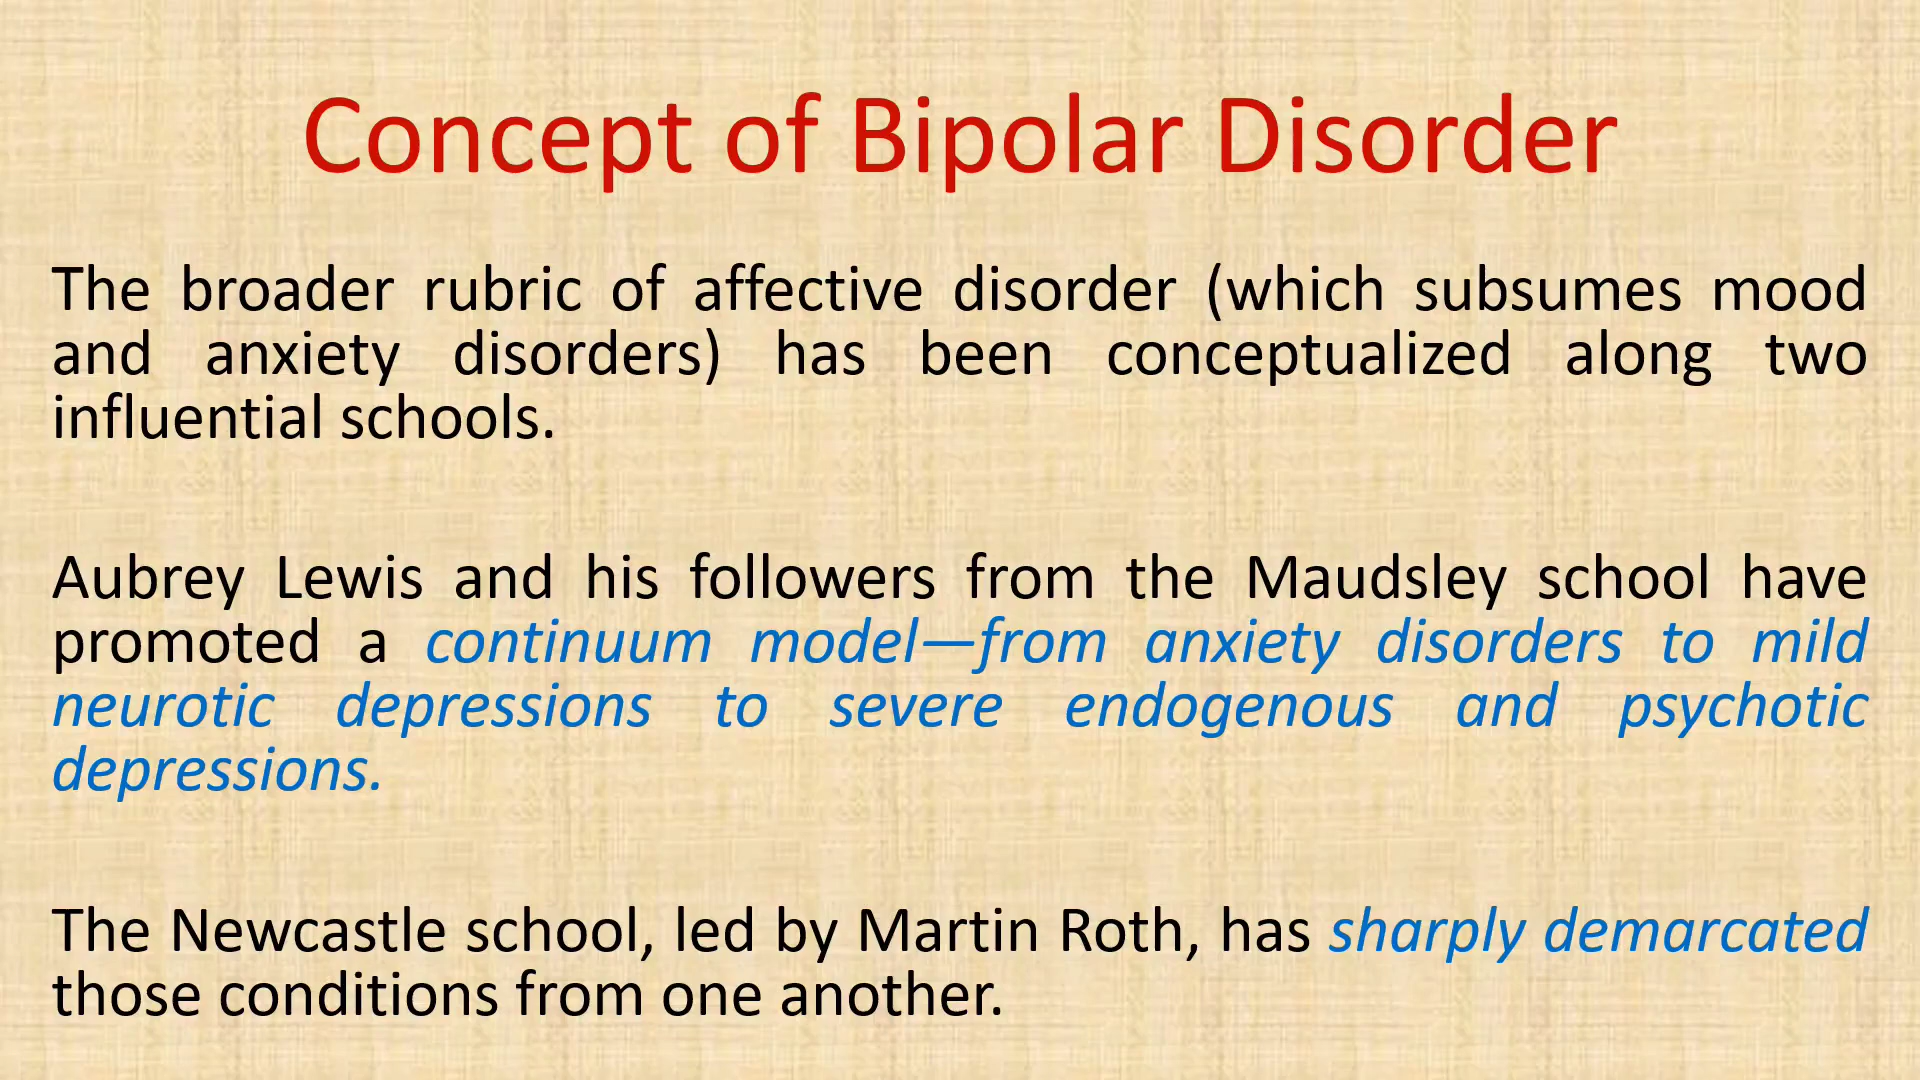 Concept of Bipolar Disorder
The broader rubric of affective disorder (which subsumes mood
and anxiety disorders) has been conceptualized along two
influential schools.
Aubrey Lewis and his followers from the Maudsley school have
promoted a continuum model—from anxiety disorders to mild
neurotic depressions to severe endogenous and psychotic
depressions.
The Newcastle school, led by Martin Roth, has sharply demarcated
those conditions from one another.